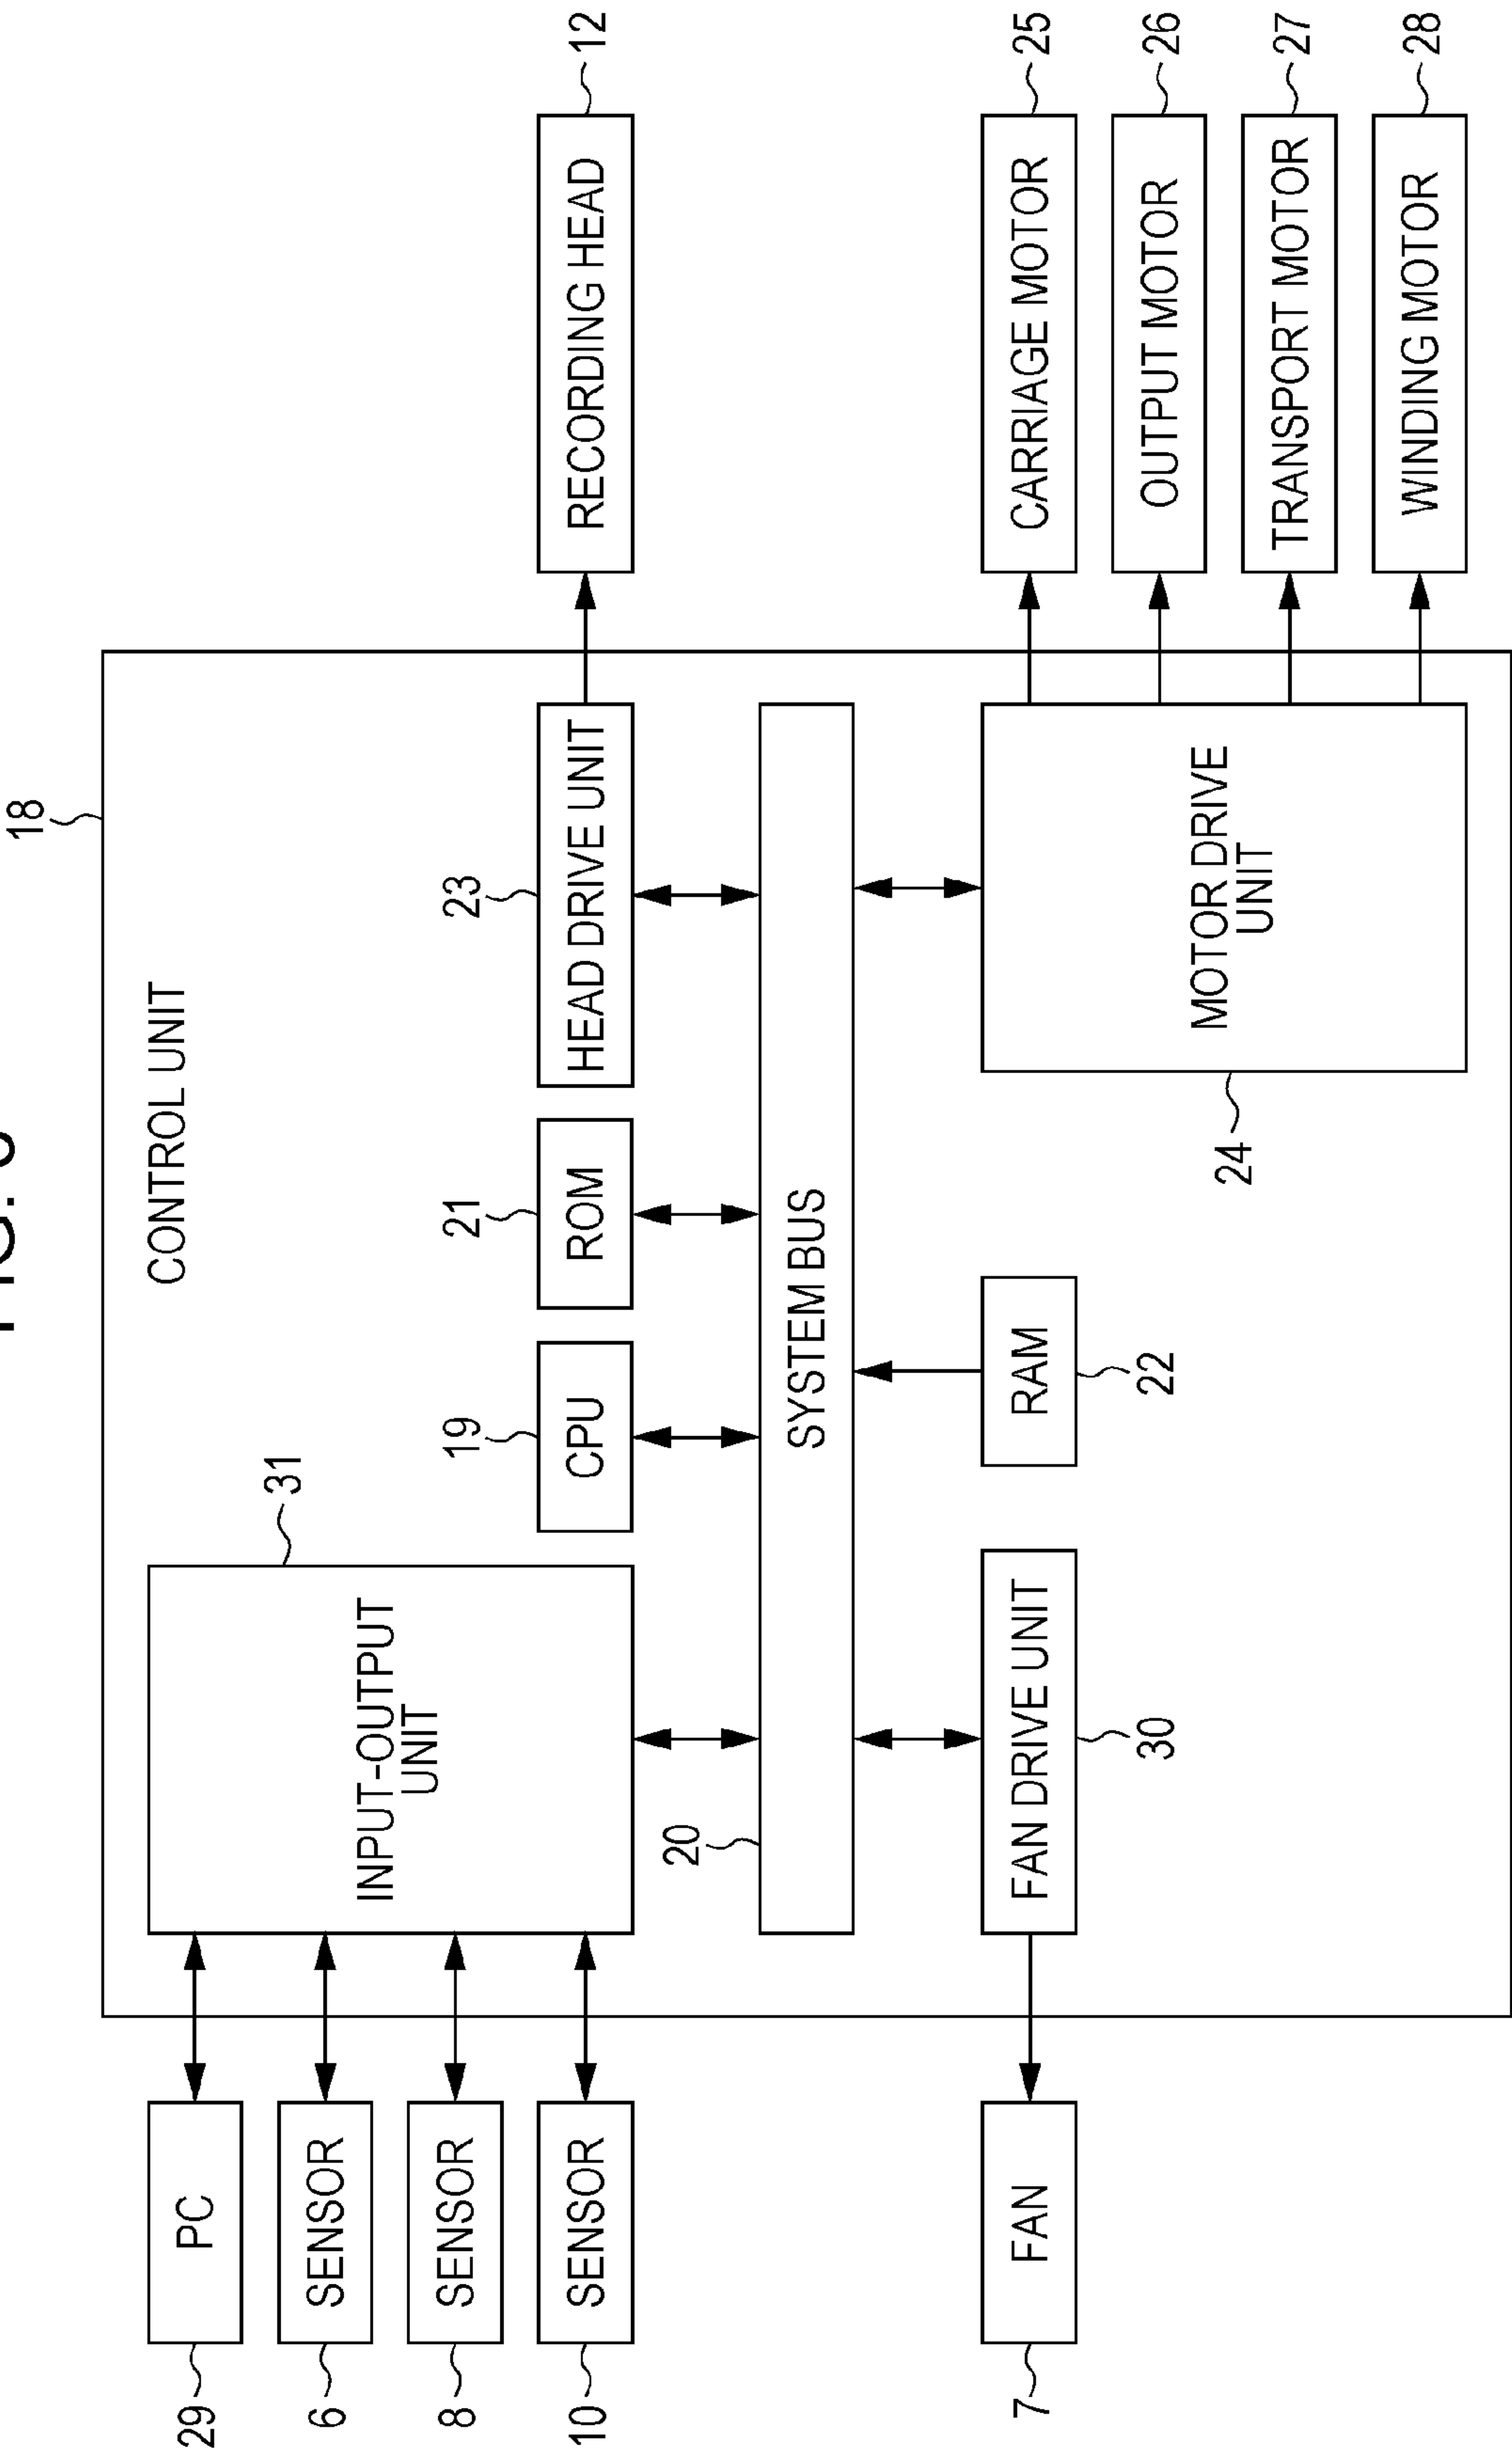 FIG.
18
CONTROL UNIT
29
PC
6
SENSOR
8
SENSOR
10
SENSOR
31
INPUT-OUTPUT
UNIT
19
CPU
21
ROM
23
HEAD DRIVE UNIT
RECORDING HEAD
12
20
SYSTEM BUS
7
FAN
FAN DRIVE UNIT
30
RAM
22
24
MOTOR DRIVE
UNIT
CARRIAGE MOTOR
25
OUTPUT MOTOR
26
TRANSPORT MOTOR
27
WINDING MOTOR
28